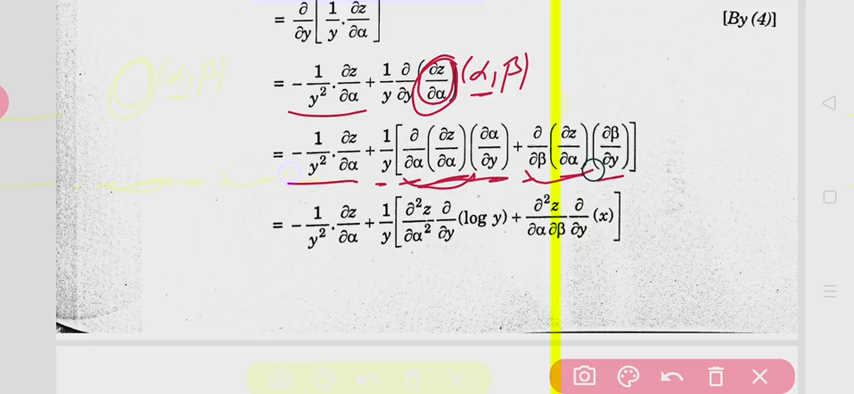 = ∂/∂y [ 1/y . ∂z/∂α ] [By (4)]
= − 1/y² . ∂z/∂α + 1/y ∂/∂y ( ∂z/∂α ) (α, β)
= − 1/y² . ∂z/∂α + 1/y [ ∂/∂α ( ∂z/∂α ) ( ∂α/∂y ) + ∂/∂β ( ∂z/∂α ) ( ∂β/∂y ) ]
= − 1/y² . ∂z/∂α + 1/y [ ∂²z/∂α² ∂/∂y (log y) + ∂²z/∂α ∂β ∂/∂y (x) ]